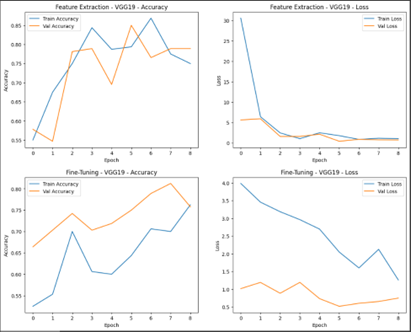 Feature Extraction - VGG19 - Accuracy
Train Accuracy
Val Accuracy
0.85
0.80
0.75
0.70
0.65
0.60
0.55
Accuracy
0 1 2 3 4 5 6 7 8
Epoch
Feature Extraction - VGG19 - Loss
Train Loss
Val Loss
30
25
20
15
10
5
0
Loss
0 1 2 3 4 5 6 7 8
Epoch
Fine-Tuning - VGG19 - Accuracy
Train Accuracy
Val Accuracy
0.80
0.75
0.70
0.65
0.60
0.55
Accuracy
0 1 2 3 4 5 6 7 8
Epoch
Fine-Tuning - VGG19 - Loss
Train Loss
Val Loss
4.0
3.5
3.0
2.5
2.0
1.5
1.0
0.5
Loss
0 1 2 3 4 5 6 7 8
Epoch